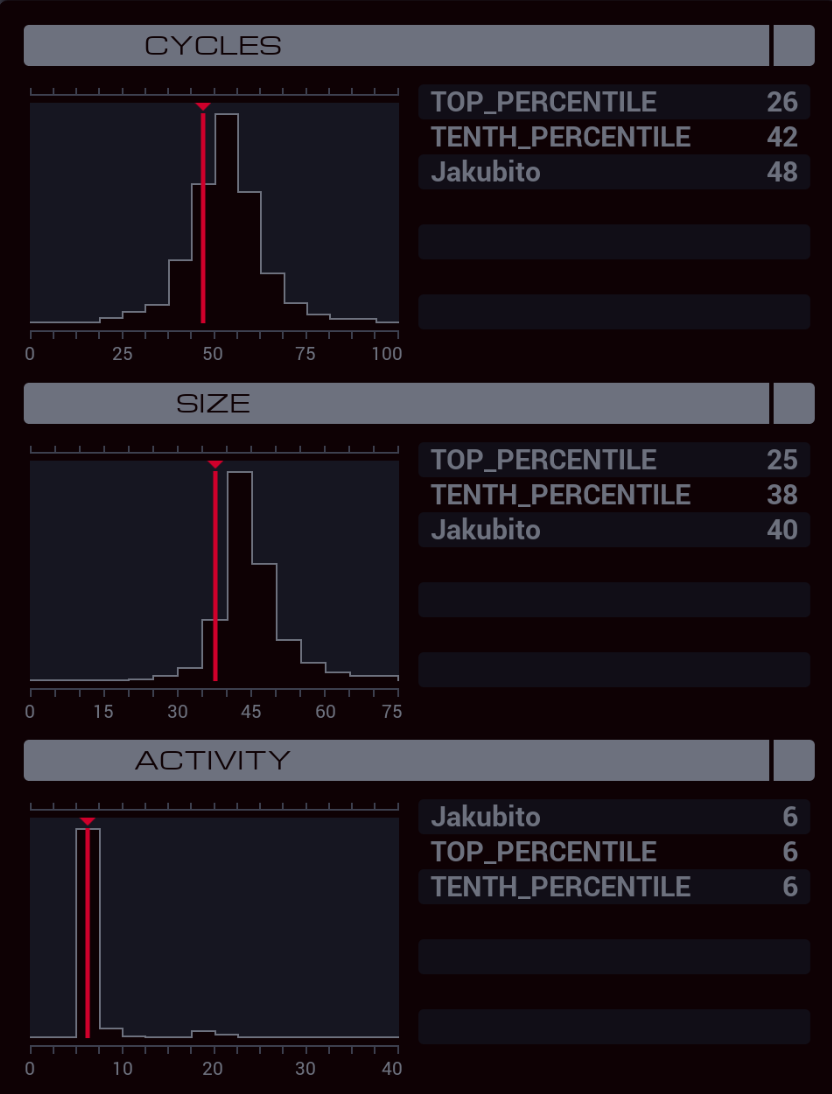 CYCLES
TOP_PERCENTILE 26
TENTH_PERCENTILE 42
Jakubito 48
0 25 50 75 100
SIZE
TOP_PERCENTILE 25
TENTH_PERCENTILE 38
Jakubito 40
0 15 30 45 60 75
ACTIVITY
Jakubito 6
TOP_PERCENTILE 6
TENTH_PERCENTILE 6
0 10 20 30 40